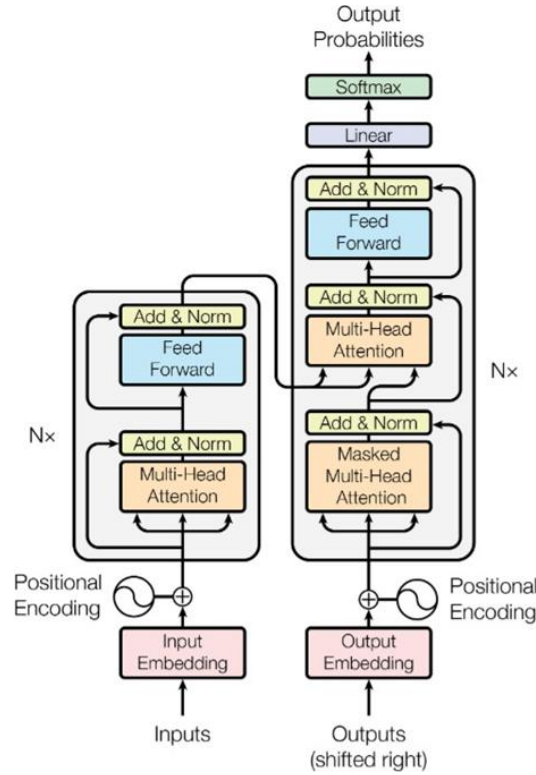 Output
Probabilities
Softmax
Linear
Add & Norm
Feed
Forward
Add & Norm
Multi-Head
Attention
Add & Norm
Masked
Multi-Head
Attention
Nx
Add & Norm
Feed
Forward
Add & Norm
Multi-Head
Attention
Nx
Positional
Encoding
Positional
Encoding
Input
Embedding
Output
Embedding
Inputs
Outputs
(shifted right)